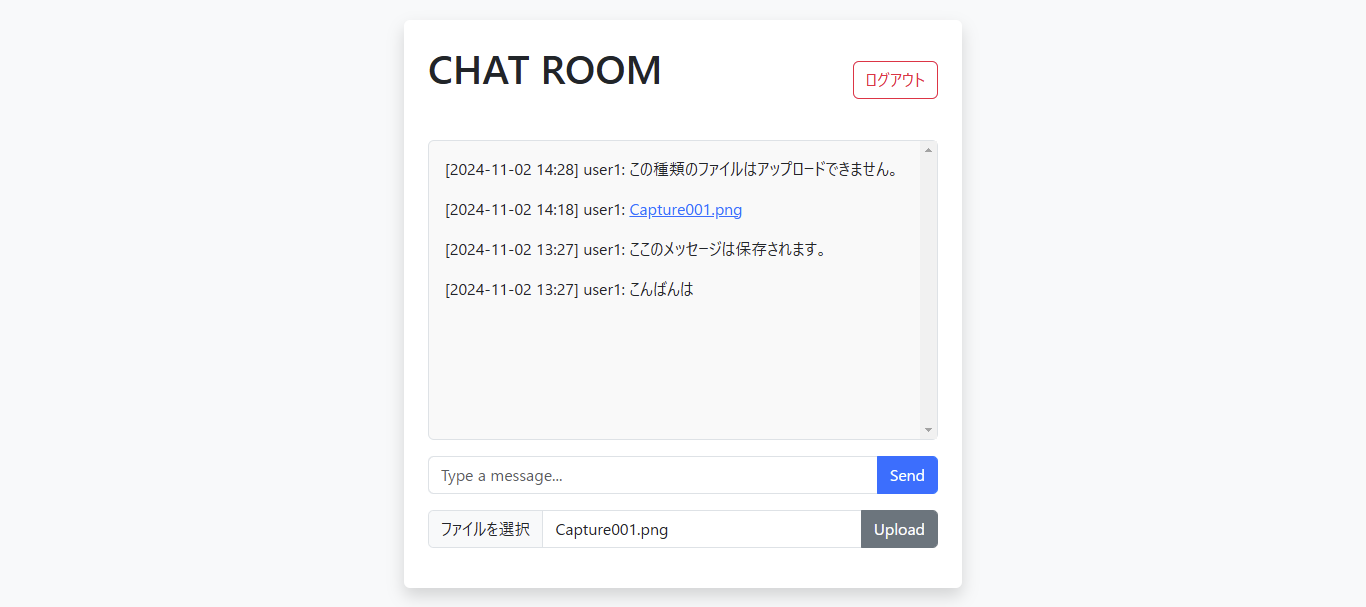 CHAT ROOM
ログアウト
[2024-11-02 14:28] user1: この種類のファイルはアップロードできません。
[2024-11-02 14:18] user1: Capture001.png
[2024-11-02 13:27] user1: ここのメッセージは保存されます。
[2024-11-02 13:27] user1: こんばんは
Type a message...
Send
ファイルを選択
Capture001.png
Upload